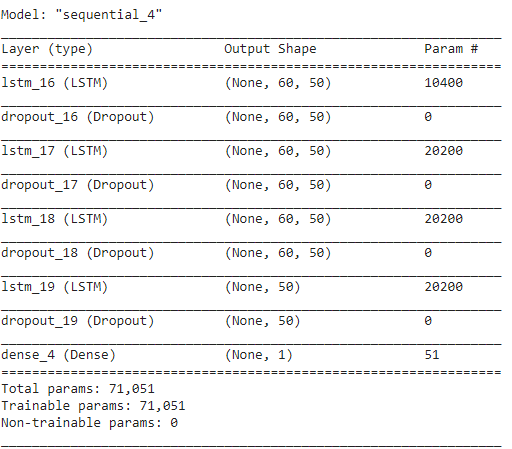 Model: "sequential_4"
_________________________________________________________________
Layer (type)                 Output Shape              Param #
=================================================================
lstm_16 (LSTM)               (None, 60, 50)            10400
_________________________________________________________________
dropout_16 (Dropout)         (None, 60, 50)            0
_________________________________________________________________
lstm_17 (LSTM)               (None, 60, 50)            20200
_________________________________________________________________
dropout_17 (Dropout)         (None, 60, 50)            0
_________________________________________________________________
lstm_18 (LSTM)               (None, 60, 50)            20200
_________________________________________________________________
dropout_18 (Dropout)         (None, 60, 50)            0
_________________________________________________________________
lstm_19 (LSTM)               (None, 50)                20200
_________________________________________________________________
dropout_19 (Dropout)         (None, 50)                0
_________________________________________________________________
dense_4 (Dense)              (None, 1)                 51
=================================================================
Total params: 71,051
Trainable params: 71,051
Non-trainable params: 0
_________________________________________________________________